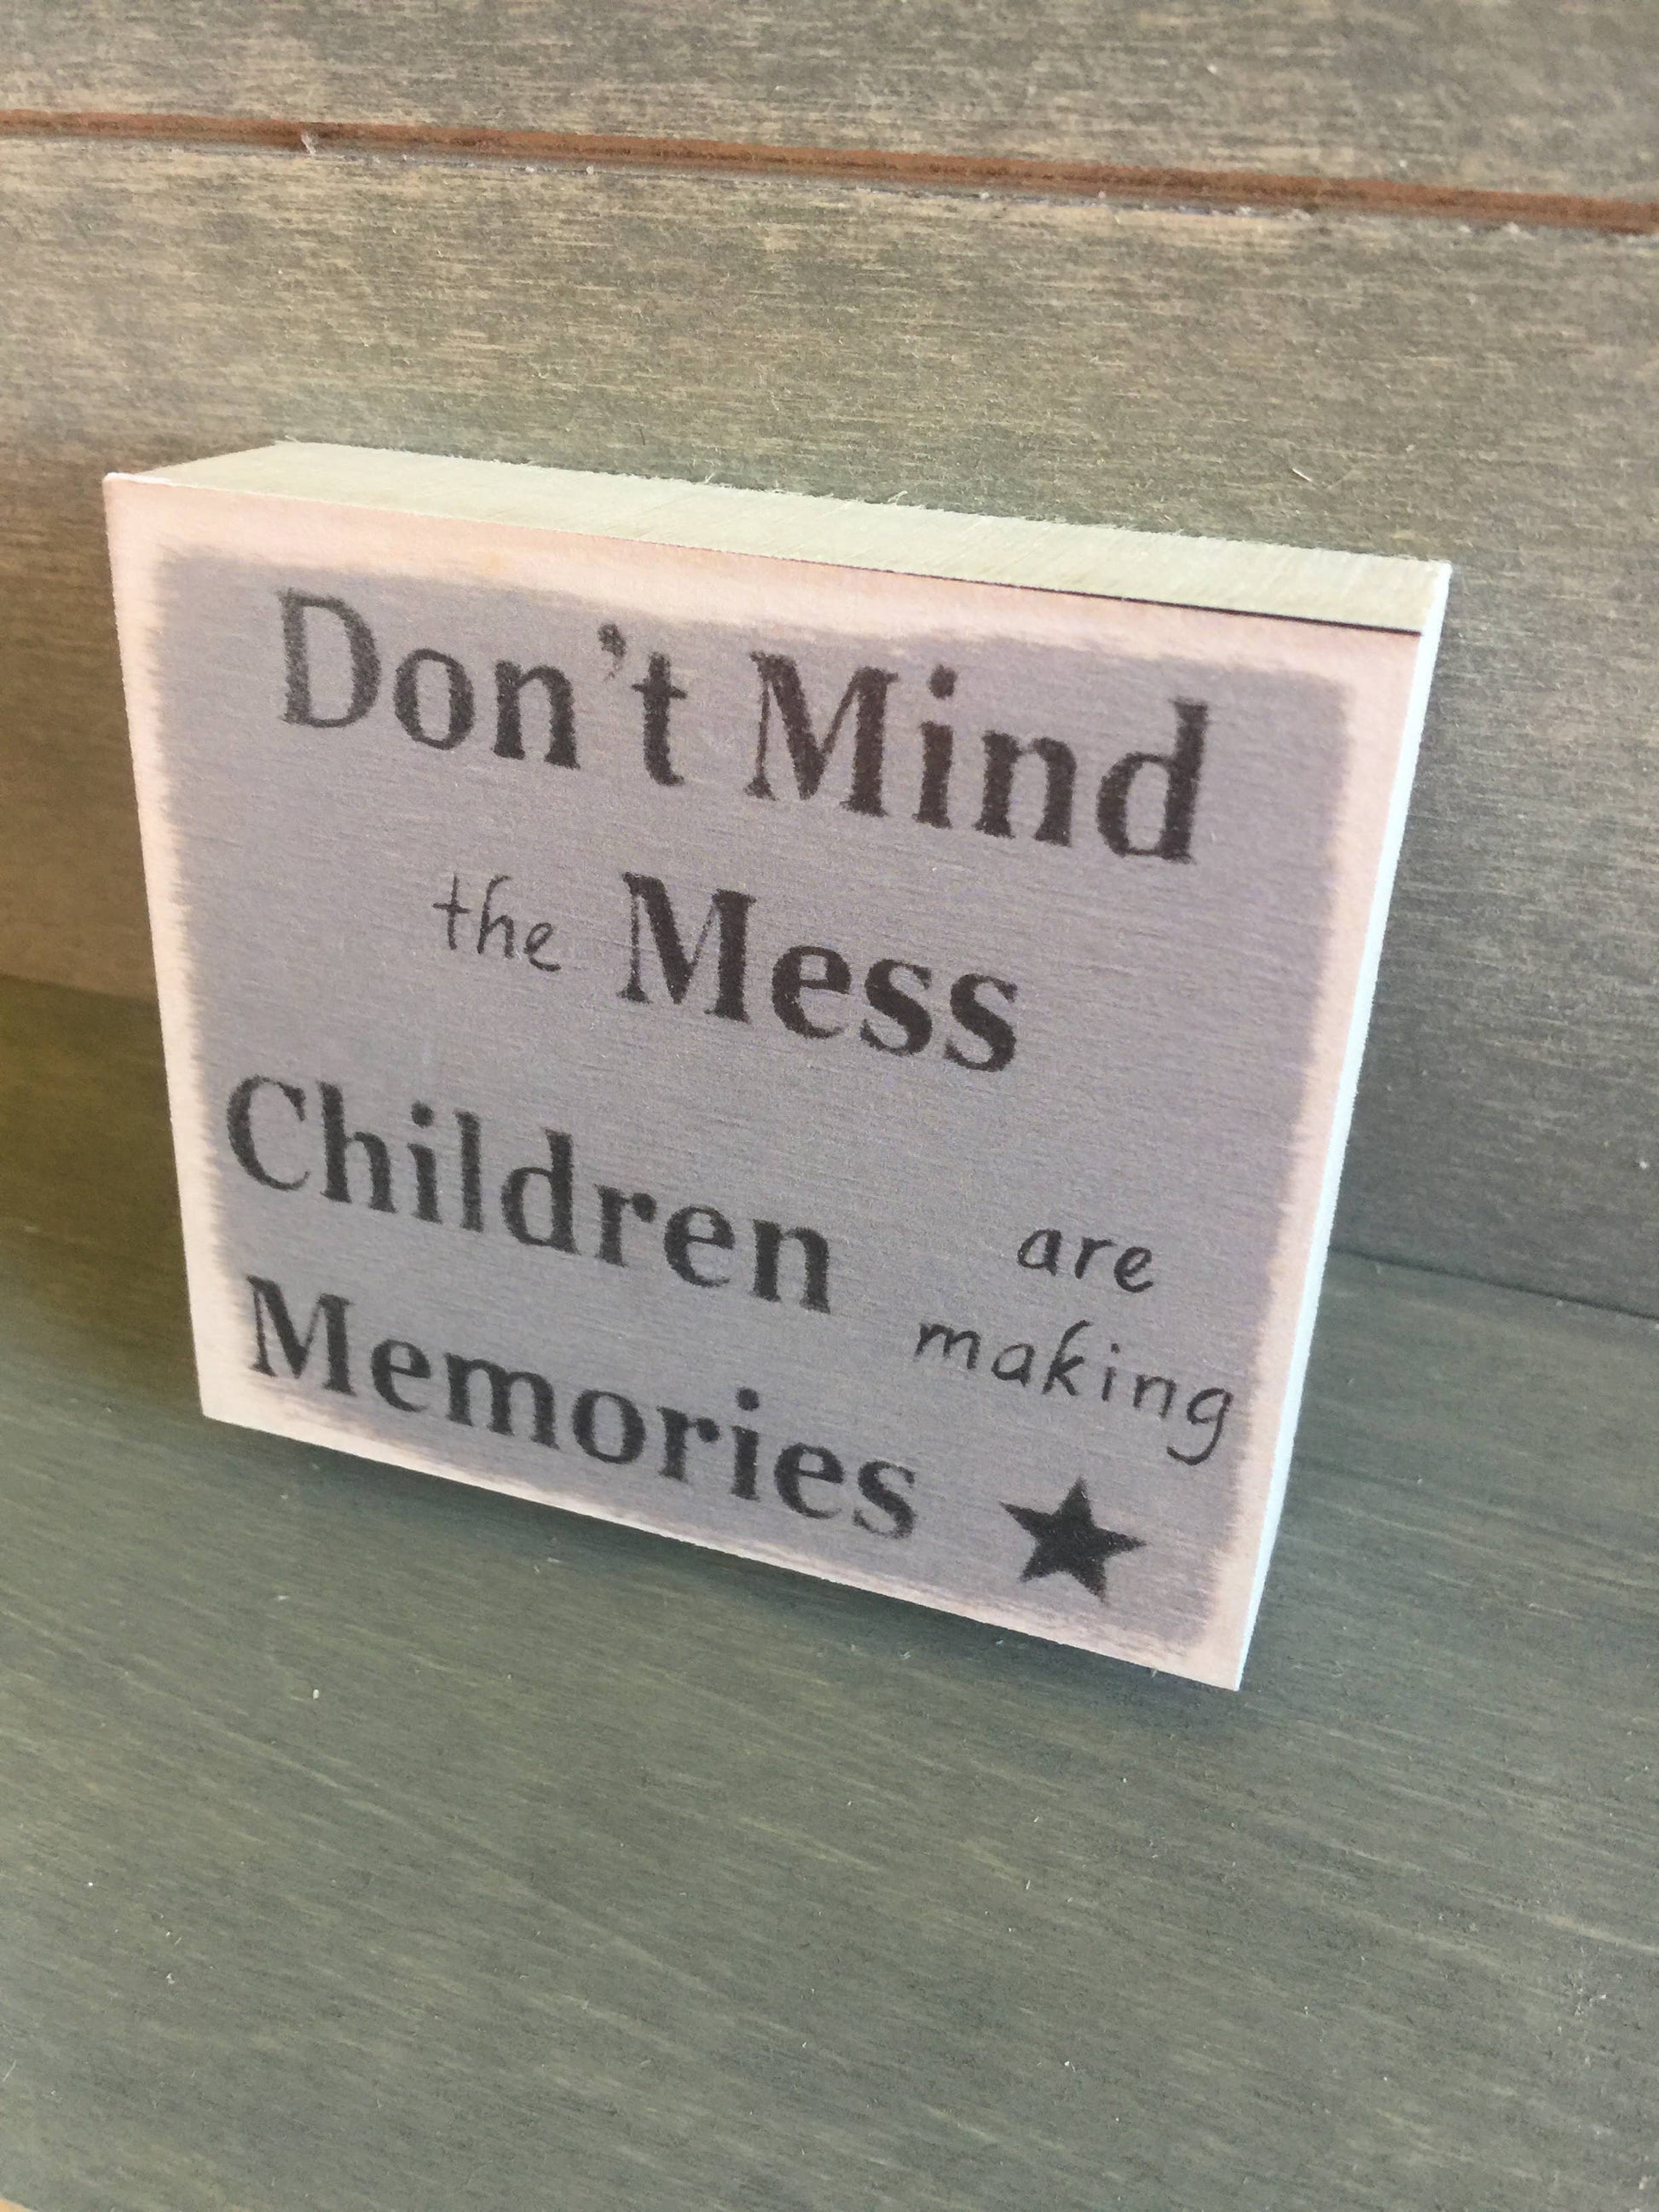 Don't Mind
the Mess
Children are
making
Memories